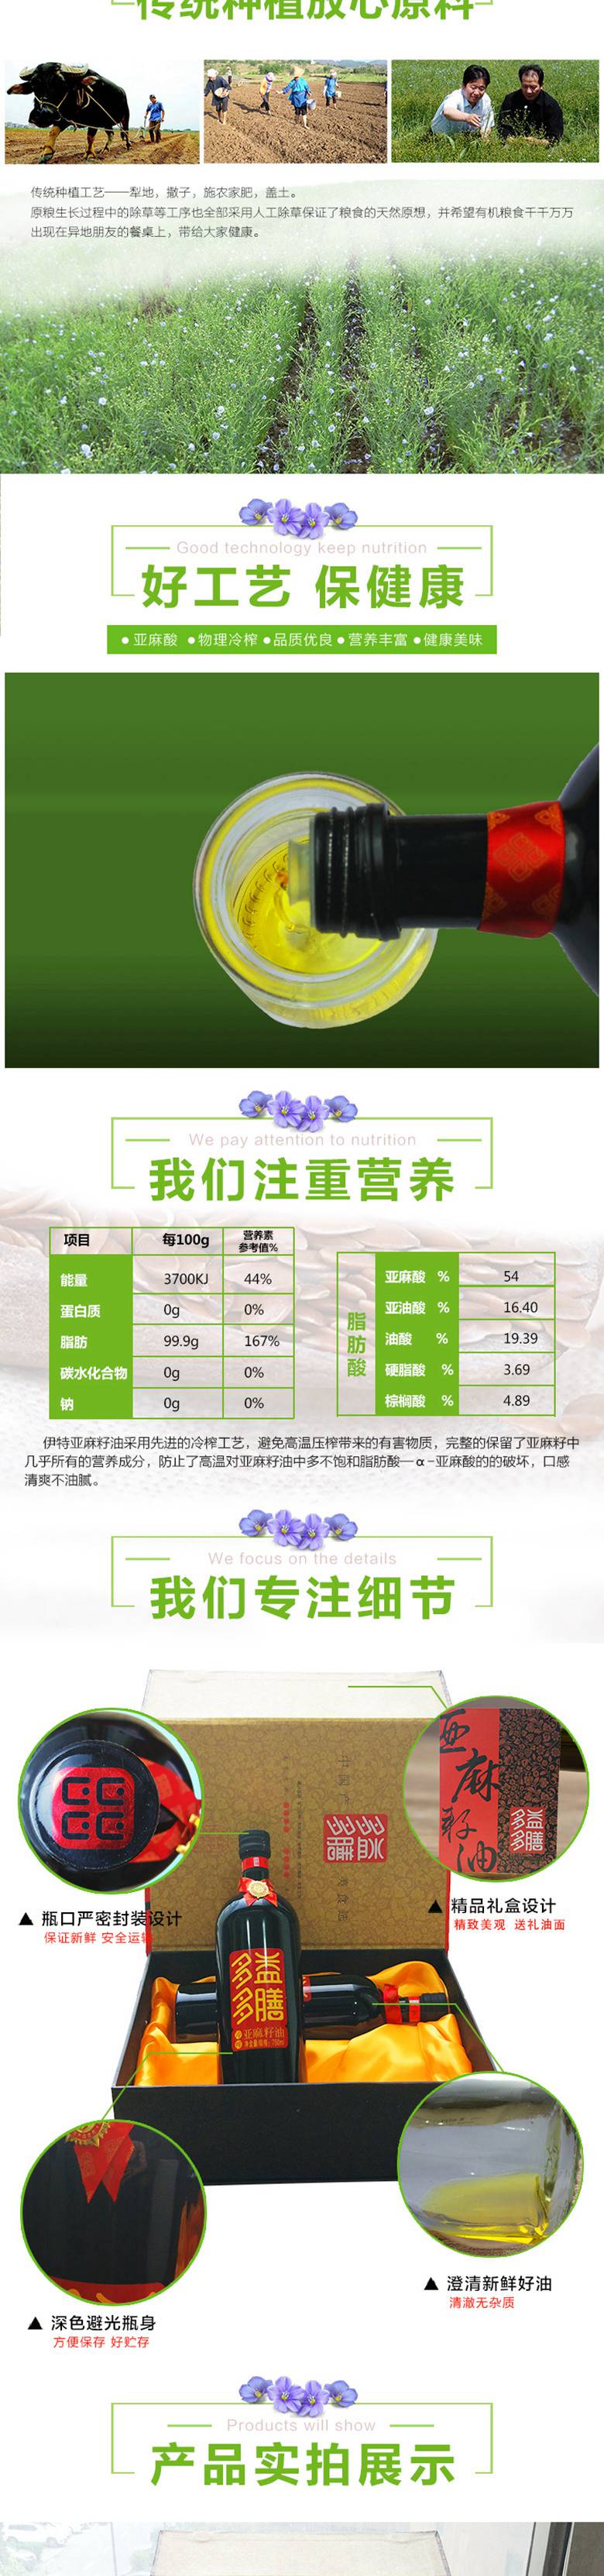 传统种植放心原料
传统种植工艺——犁地，撒子，施农家肥，盖土。
原粮生长过程中的除草等工序也全部采用人工除草保证了粮食的天然原想，并希望有机粮食千千万万
出现在异地朋友的餐桌上，带给大家健康。
Good technology keep nutrition
好工艺 保健康
●亚麻酸 ●物理冷榨 ●品质优良 ●营养丰富 ●健康美味
We pay attention to nutrition
我们注重营养
项目 每100g 营养素
参考值%
能量 3700KJ 44%
蛋白质 0g 0%
脂肪 99.9g 167%
碳水化合物 0g 0%
钠 0g 0%
脂肪酸
亚麻酸 % 54
亚油酸 % 16.40
油酸 % 19.39
硬脂酸 % 3.69
棕榈酸 % 4.89
伊特亚麻籽油采用先进的冷榨工艺，避免高温压榨带来的有害物质，完整的保留了亚麻籽中
几乎所有的营养成分，防止了高温对亚麻籽油中多不饱和脂肪酸—α-亚麻酸的的破坏，口感
清爽不油腻。
We focus on the details
我们专注细节
亚麻籽油
益膳多多
▲ 瓶口严密封装设计
保证新鲜 安全运输
▲ 精品礼盒设计
精致美观 送礼油面
益膳多多
亚麻籽油
▲ 澄清新鲜好油
清澈无杂质
▲ 深色避光瓶身
方便保存 好贮存
Products will show
产品实拍展示